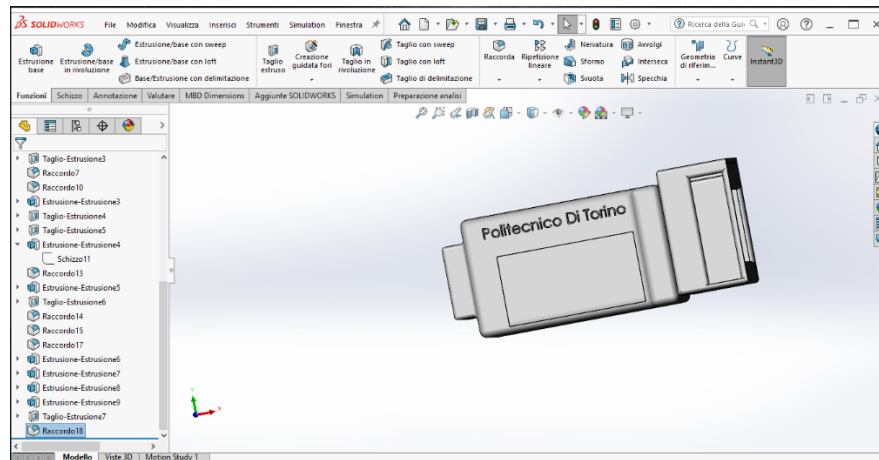 SOLIDWORKS File Modifica Visualizza Inserisci Strumenti Simulation Finestra Ricerca della Gui
Estrusione base
Estrusione/base in rivoluzione
Estrusione/base con sweep
Estrusione/base con loft
Base/Estrusione con delimitazione
Taglio estruso
Creazione guidata fori
Taglio in rivoluzione
Taglio con sweep
Taglio con loft
Taglio di delimitazione
Raccorda
Ripetizione lineare
Nervatura
Sformo
Svuota
Avvolgi
Interseca
Specchia
Geometria di riferim...
Curve
Instant3D
Funzioni Schizzo Annotazione Valutare MBD Dimensions Aggiunte SOLIDWORKS Simulation Preparazione analisi
Taglio-Estrusione3
Raccordo7
Raccordo10
Estrusione-Estrusione3
Taglio-Estrusione4
Taglio-Estrusione5
Estrusione-Estrusione4
Schizzo11
Raccordo13
Estrusione-Estrusione5
Taglio-Estrusione6
Raccordo14
Raccordo15
Raccordo17
Estrusione-Estrusione6
Estrusione-Estrusione7
Estrusione-Estrusione8
Estrusione-Estrusione9
Taglio-Estrusione7
Raccordo18
Politecnico Di Torino
Modello Viste 3D Motion Study 1